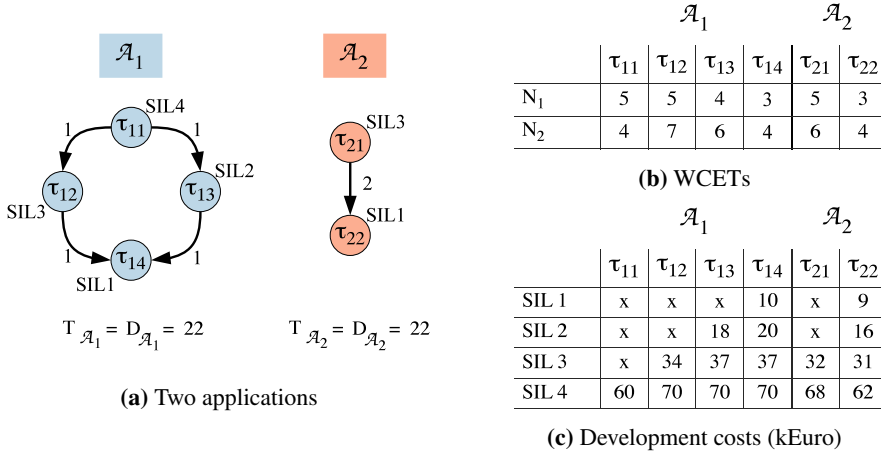 𝒜1 𝒜2
SIL4
τ11
1 1
SIL3
τ21
SIL2
τ12 τ13
SIL3
2
SIL1
1 1
τ14
τ22
SIL1
T 𝒜1 = D 𝒜1 = 22
T 𝒜2 = D 𝒜2 = 22
(a) Two applications
𝒜1 𝒜2
τ11 τ12 τ13 τ14 τ21 τ22
N1 5 5 4 3 5 3
N2 4 7 6 4 6 4
(b) WCETs
𝒜1 𝒜2
τ11 τ12 τ13 τ14 τ21 τ22
SIL 1 x x x 10 x 9
SIL 2 x x 18 20 x 16
SIL 3 x 34 37 37 32 31
SIL 4 60 70 70 70 68 62
(c) Development costs (kEuro)